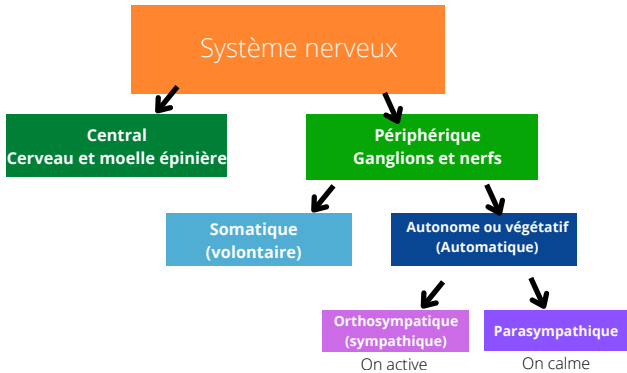 Système nerveux
Central
Cerveau et moelle épinière
Périphérique
Ganglions et nerfs
Somatique
(volontaire)
Autonome ou végétatif
(Automatique)
Orthosympatique
(sympathique)
Parasympathique
On active
On calme